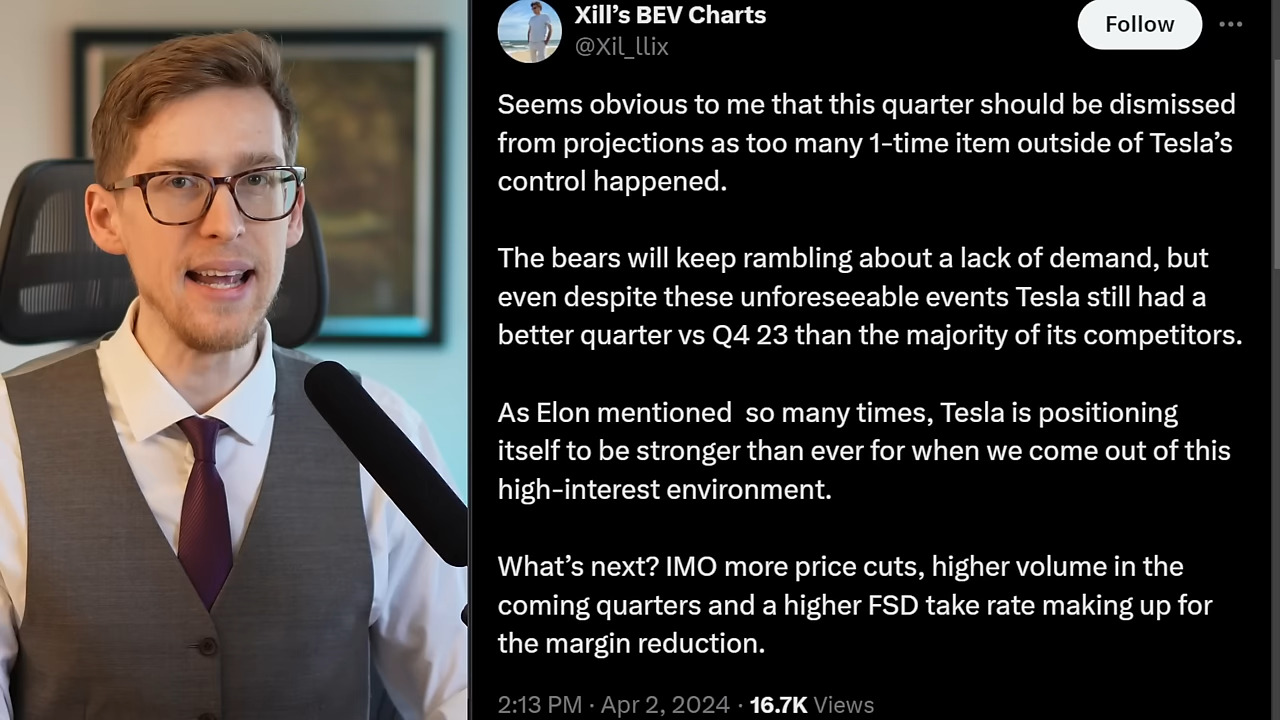 Xill’s BEV Charts
@Xil_llix
Follow
Seems obvious to me that this quarter should be dismissed
from projections as too many 1-time item outside of Tesla’s
control happened.
The bears will keep rambling about a lack of demand, but
even despite these unforeseeable events Tesla still had a
better quarter vs Q4 23 than the majority of its competitors.
As Elon mentioned  so many times, Tesla is positioning
itself to be stronger than ever for when we come out of this
high-interest environment.
What’s next? IMO more price cuts, higher volume in the
coming quarters and a higher FSD take rate making up for
the margin reduction.
2:13 PM · Apr 2, 2024 · 16.7K Views